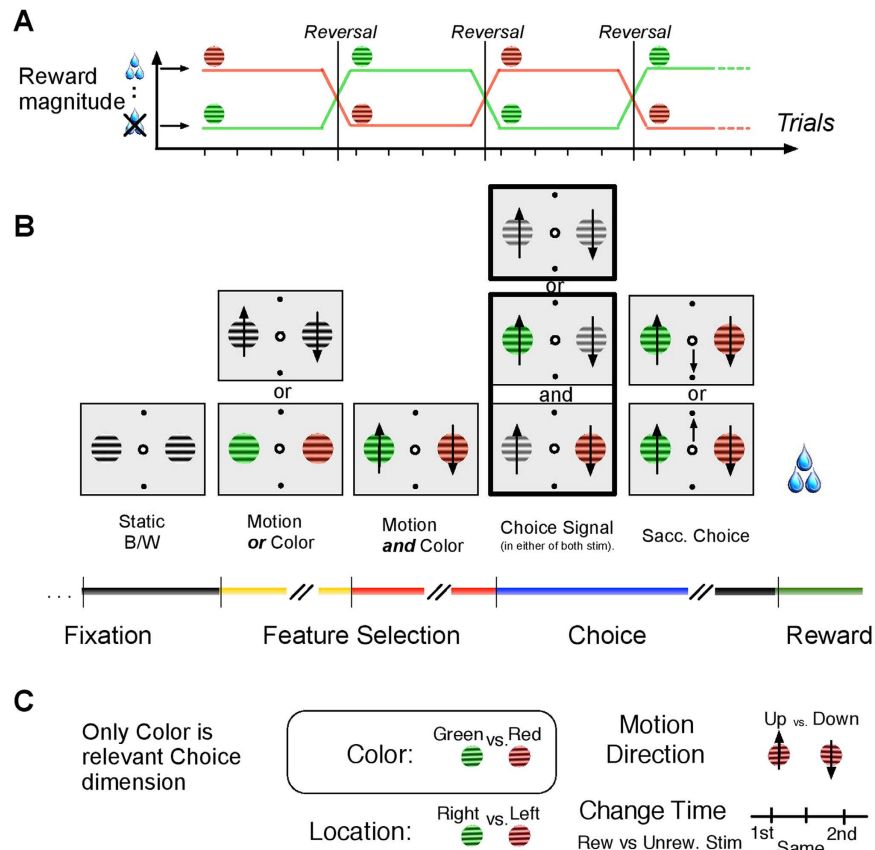 A
Reversal Reversal Reversal
Reward
magnitude
Trials
B
or
or
and
or
Static
B/W
Motion
or Color
Motion
and Color
Choice Signal
(in either of both stim).
Sacc. Choice
...
Fixation
Feature Selection
Choice
Reward
C
Only Color is
relevant Choice
dimension
Color:
Green vs. Red
Location:
Right vs. Left
Motion
Direction
Up vs. Down
Change Time
Rew vs Unrew. Stim
1st Same 2nd